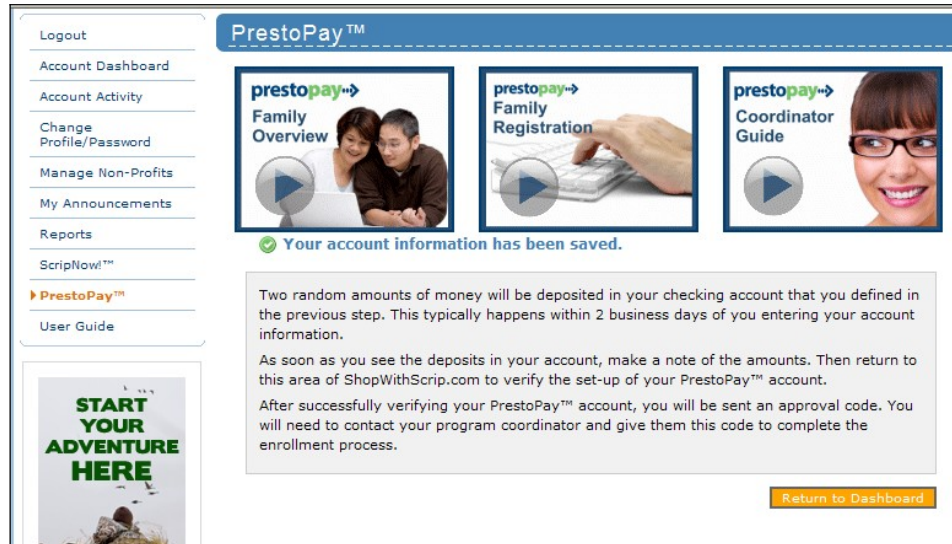 Logout
Account Dashboard
Account Activity
Change
Profile/Password
Manage Non-Profits
My Announcements
Reports
ScripNow!™
PrestoPay™
User Guide
START
YOUR
ADVENTURE
HERE
PrestoPay™
prestopay
Family
Overview
prestopay
Family
Registration
prestopay
Coordinator
Guide
Your account information has been saved.
Two random amounts of money will be deposited in your checking account that you defined in
the previous step. This typically happens within 2 business days of you entering your account
information.
As soon as you see the deposits in your account, make a note of the amounts. Then return to
this area of ShopWithScrip.com to verify the set-up of your PrestoPay™ account.
After successfully verifying your PrestoPay™ account, you will be sent an approval code. You
will need to contact your program coordinator and give them this code to complete the
enrollment process.
Return to Dashboard